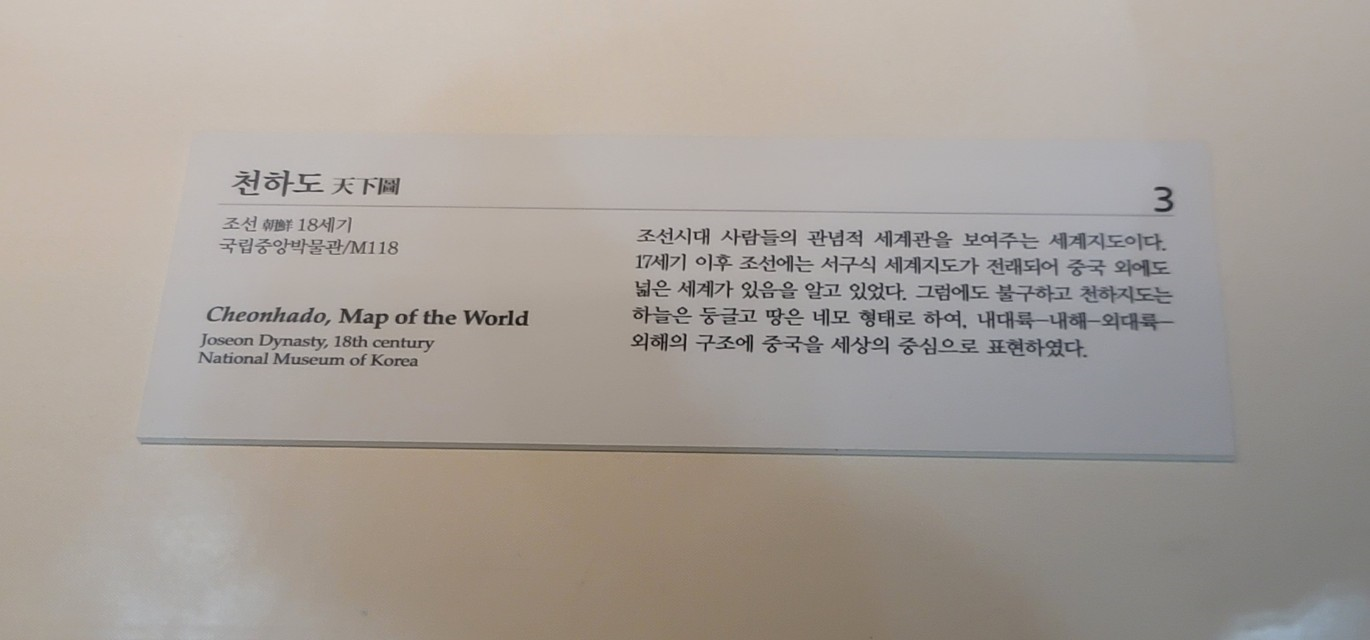 천하도 天下圖
3
조선 朝鮮 18세기
국립중앙박물관/M118
Cheonhado, Map of the World
Joseon Dynasty, 18th century
National Museum of Korea
조선시대 사람들의 관념적 세계관을 보여주는 세계지도이다.
17세기 이후 조선에는 서구식 세계지도가 전래되어 중국 외에도
넓은 세계가 있음을 알고 있었다. 그럼에도 불구하고 천하지도는
하늘은 둥글고 땅은 네모 형태로 하여, 내대륙-내해-외대륙-
외해의 구조에 중국을 세상의 중심으로 표현하였다.